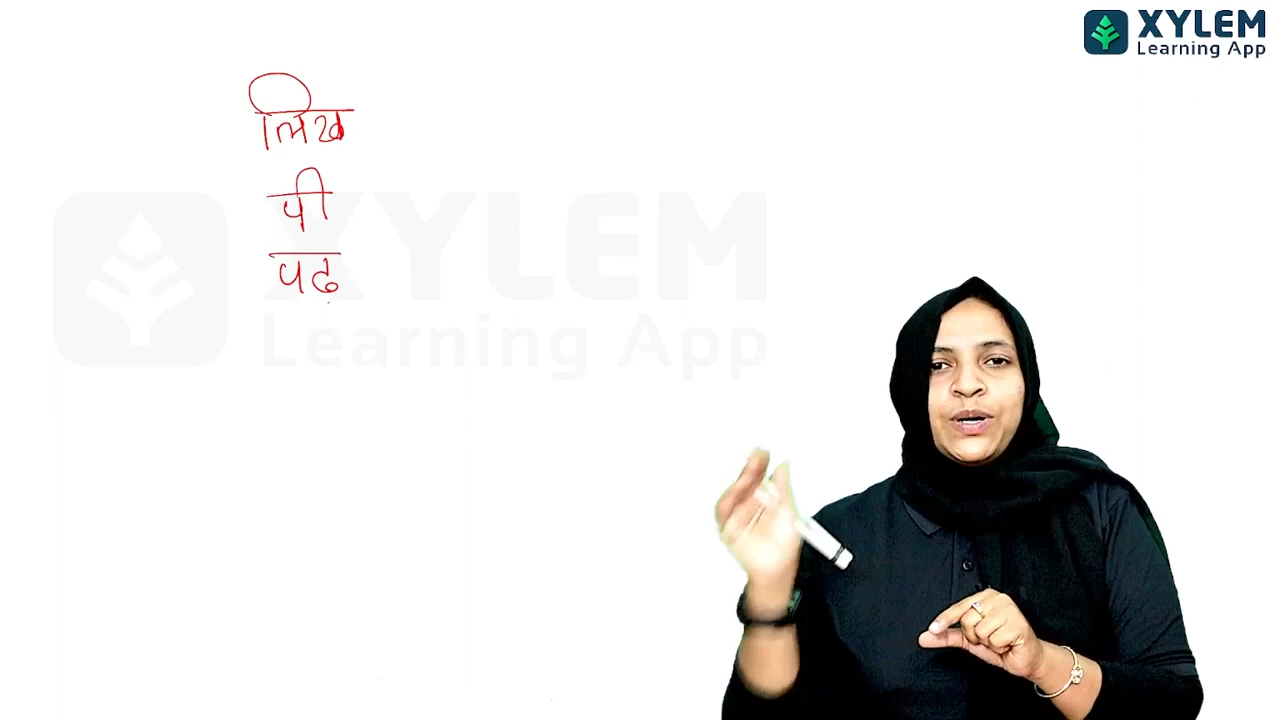 XYLEM
Learning App
लिख
पी
पढ
XYLEM
Learning App